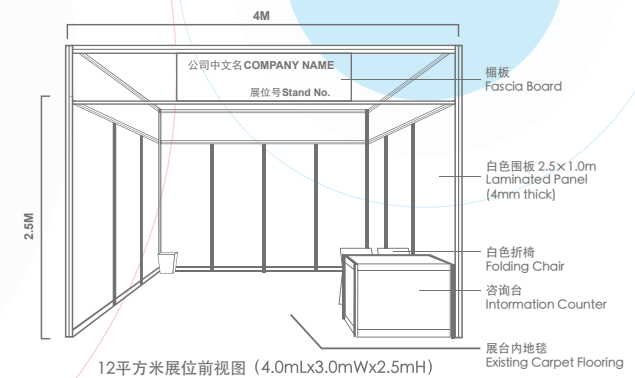 4M
公司中文名COMPANY NAME
展位号Stand No.
楣板
Fascia Board
2.5M
白色围板 2.5×1.0m
Laminated Panel
(4mm thick)
白色折椅
Folding Chair
咨询台
Intormation Counter
展台内地毯
Existing Carpet Flooring
12平方米展位前视图（4.0mLx3.0mWx2.5mH）